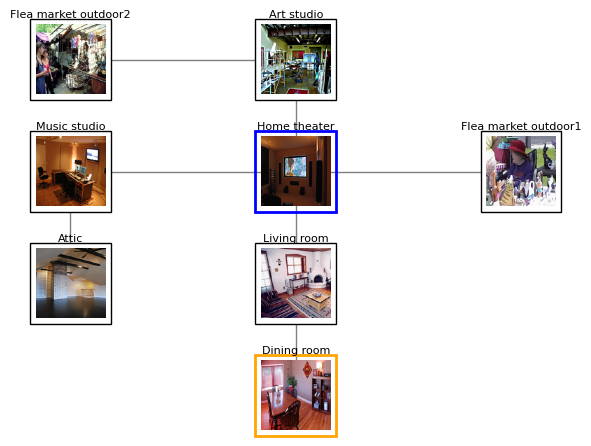 Flea market outdoor2
Art studio
Music studio
Home theater
Flea market outdoor1
Attic
Living room
Dining room